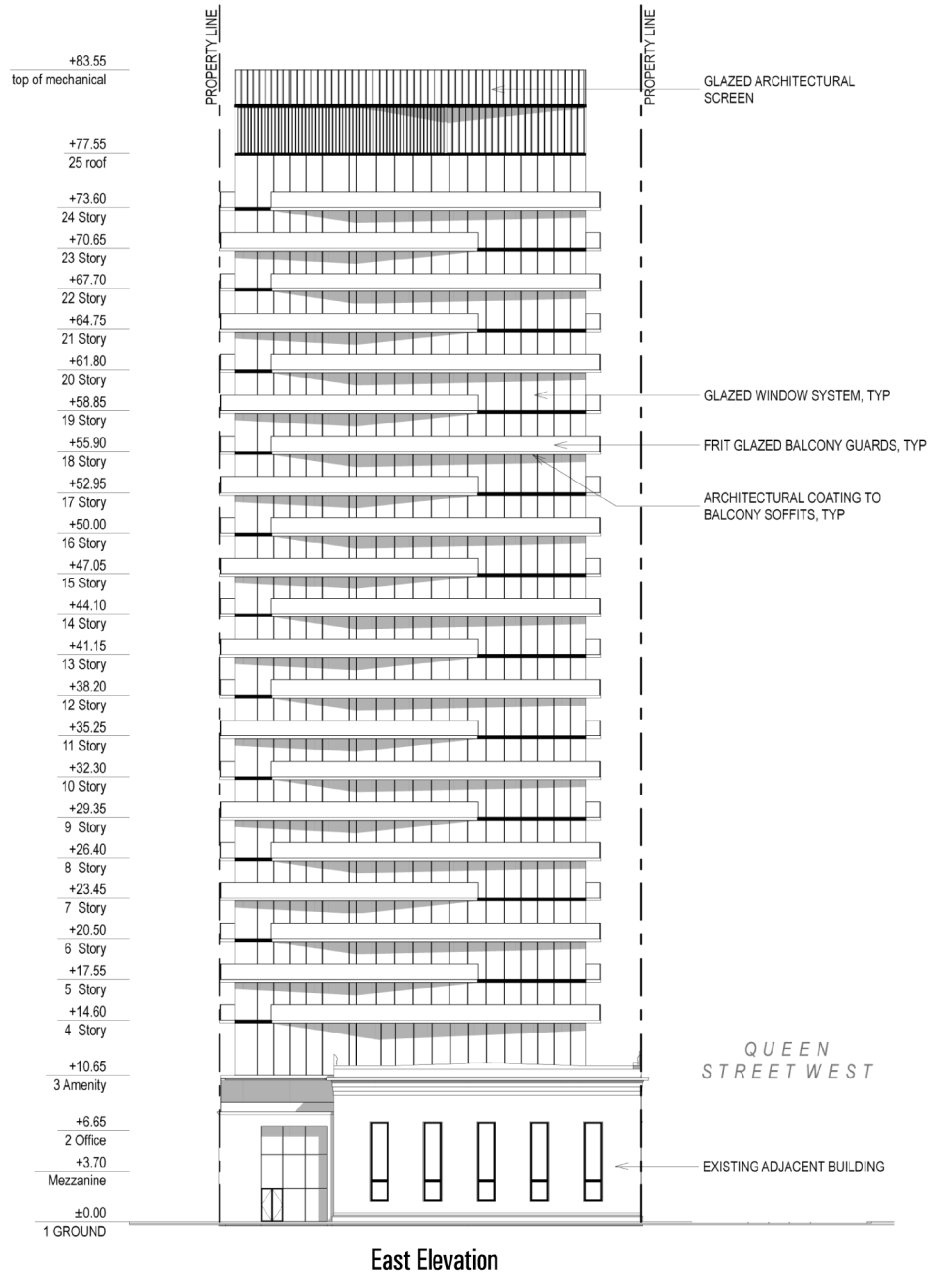 PROPERTY LINE
PROPERTY LINE
+83.55
top of mechanical
GLAZED ARCHITECTURAL
SCREEN
+77.55
25 roof
+73.60
24 Story
+70.65
23 Story
+67.70
22 Story
+64.75
21 Story
+61.80
20 Story
GLAZED WINDOW SYSTEM, TYP
+58.85
19 Story
+55.90
FRIT GLAZED BALCONY GUARDS, TYP
18 Story
+52.95
17 Story
ARCHITECTURAL COATING TO
BALCONY SOFFITS, TYP
+50.00
16 Story
+47.05
15 Story
+44.10
14 Story
+41.15
13 Story
+38.20
12 Story
+35.25
11 Story
+32.30
10 Story
+29.35
9 Story
+26.40
8 Story
+23.45
7 Story
+20.50
6 Story
+17.55
5 Story
+14.60
4 Story
QUEEN
STREET WEST
+10.65
3 Amenity
+6.65
2 Office
+3.70
Mezzanine
EXISTING ADJACENT BUILDING
±0.00
1 GROUND
East Elevation